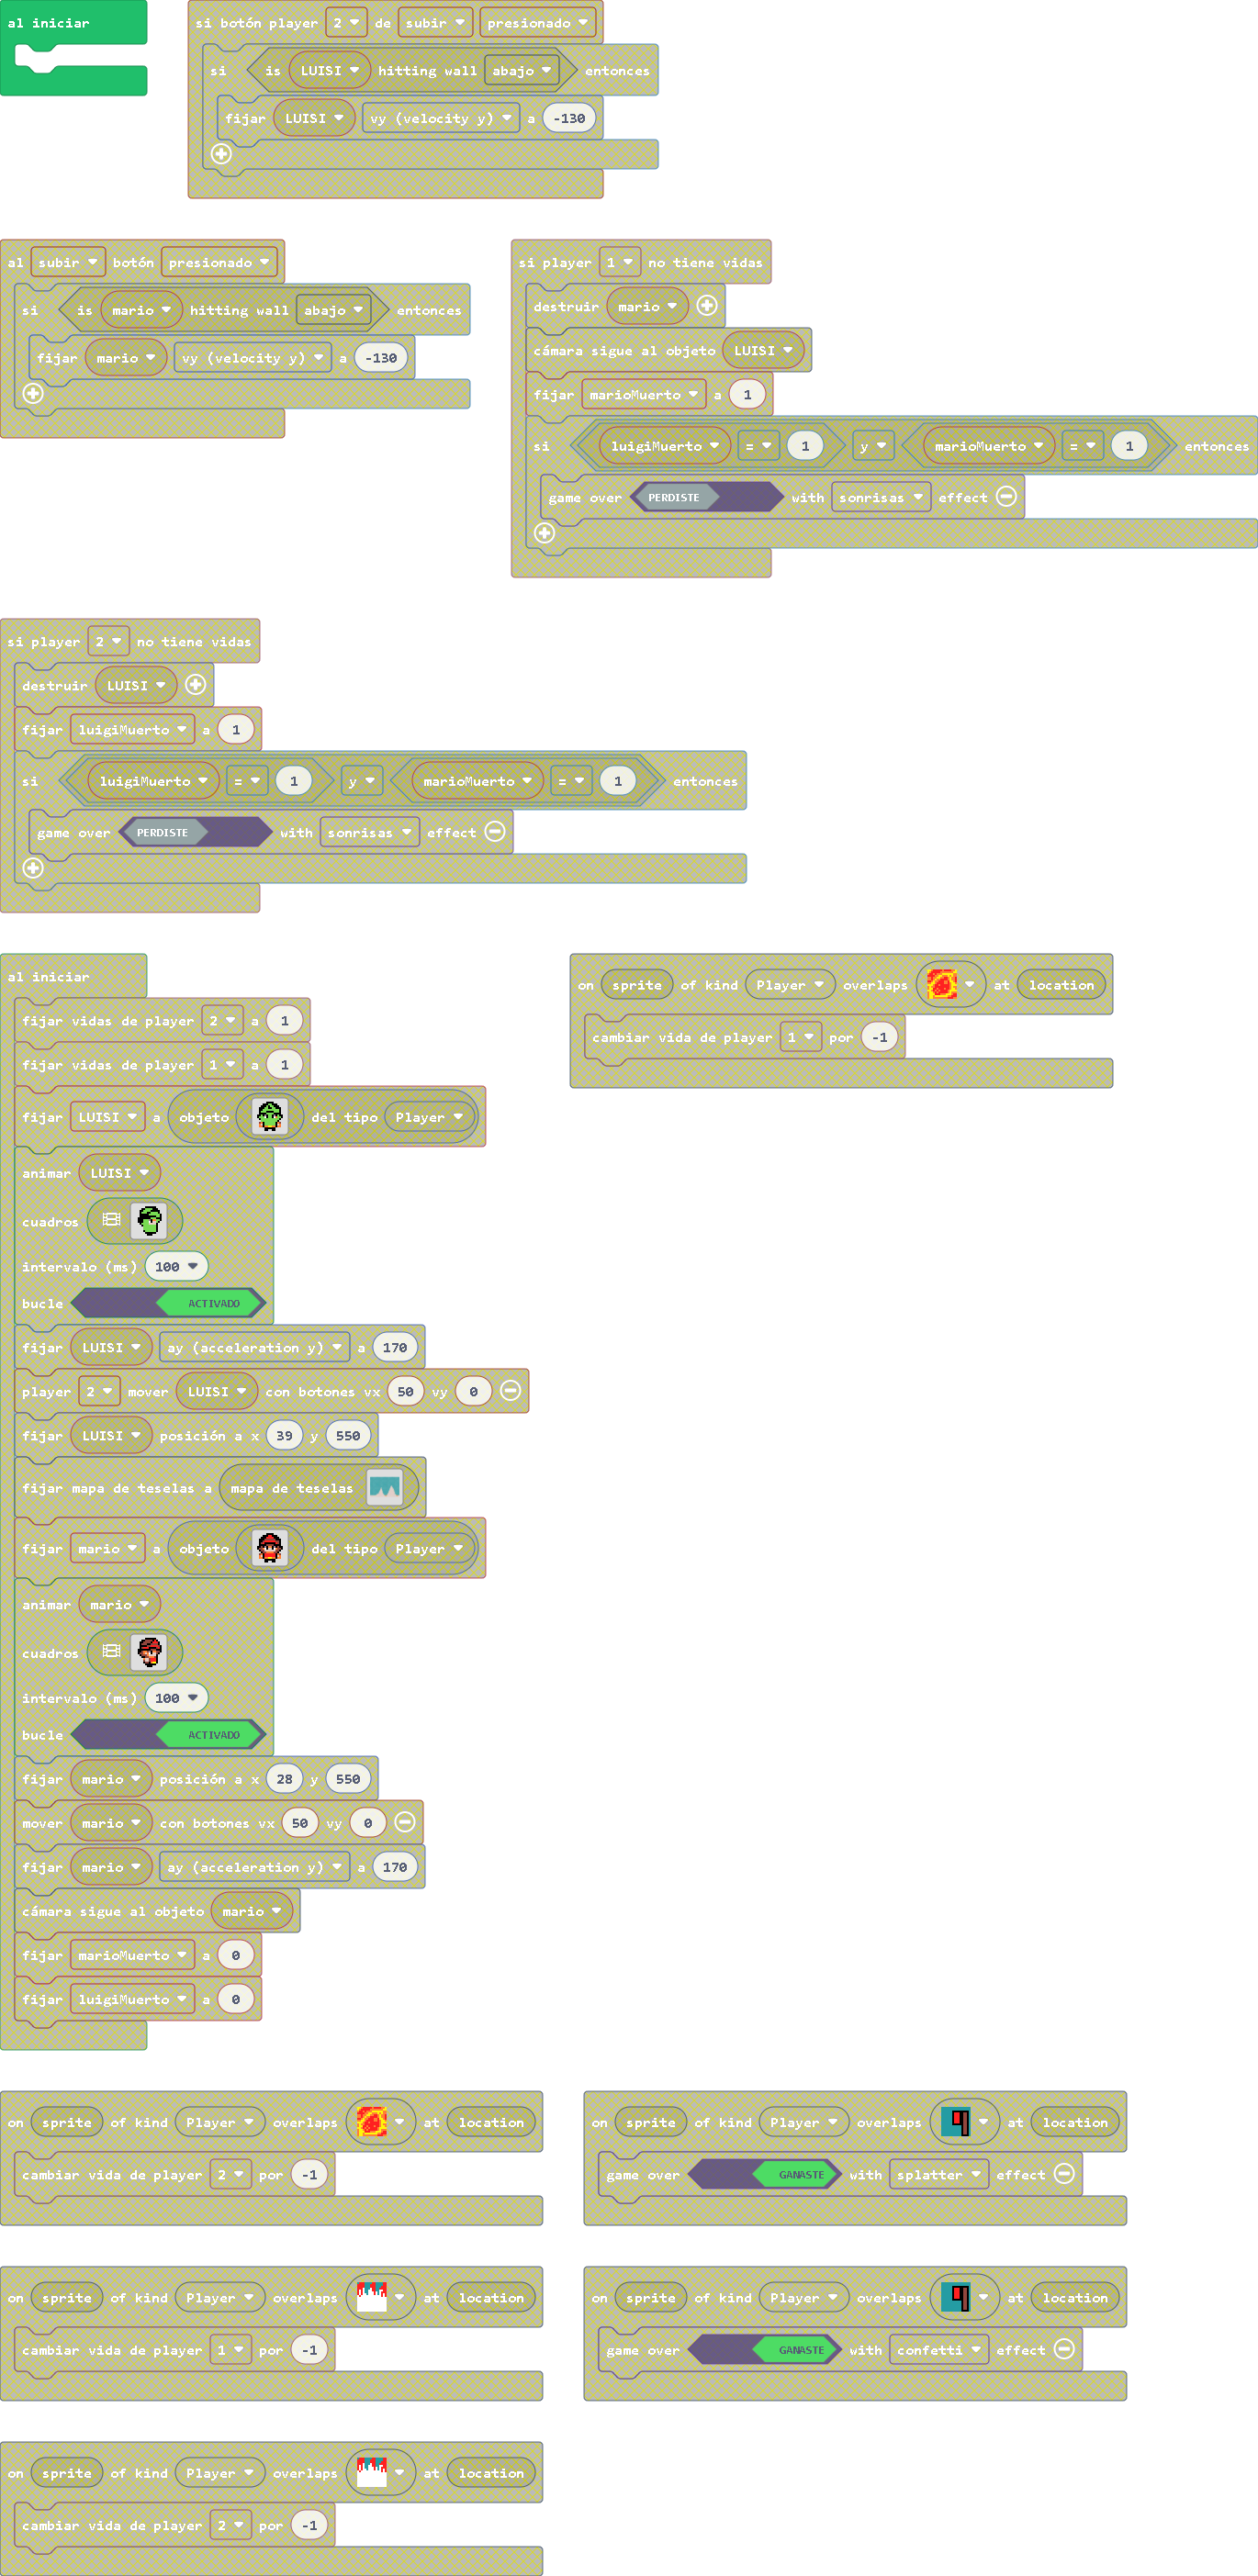 al iniciar
si botón player 2 de subir presionado
si is LUISI hitting wall abajo entonces
fijar LUISI vy (velocity y) a -130
al subir botón presionado
si is mario hitting wall abajo entonces
fijar mario vy (velocity y) a -130
si player 1 no tiene vidas
destruir mario
cámara sigue al objeto LUISI
fijar marioMuerto a 1
si luigiMuerto = 1 y marioMuerto = 1 entonces
game over PERDISTE with sonrisas effect
si player 2 no tiene vidas
destruir LUISI
fijar luigiMuerto a 1
si luigiMuerto = 1 y marioMuerto = 1 entonces
game over PERDISTE with sonrisas effect
al iniciar
fijar vidas de player 2 a 1
fijar vidas de player 1 a 1
fijar LUISI a objeto del tipo Player
animar LUISI
cuadros
intervalo (ms) 100
bucle ACTIVADO
fijar LUISI ay (acceleration y) a 170
player 2 mover LUISI con botones vx 50 vy 0
fijar LUISI posición a x 39 y 550
fijar mapa de teselas a mapa de teselas
fijar mario a objeto del tipo Player
animar mario
cuadros
intervalo (ms) 100
bucle ACTIVADO
fijar mario posición a x 28 y 550
mover mario con botones vx 50 vy 0
fijar mario ay (acceleration y) a 170
cámara sigue al objeto mario
fijar marioMuerto a 0
fijar luigiMuerto a 0
on sprite of kind Player overlaps at location
cambiar vida de player 1 por -1
on sprite of kind Player overlaps at location
cambiar vida de player 2 por -1
on sprite of kind Player overlaps at location
game over GANASTE with splatter effect
on sprite of kind Player overlaps at location
cambiar vida de player 1 por -1
on sprite of kind Player overlaps at location
game over GANASTE with confetti effect
on sprite of kind Player overlaps at location
cambiar vida de player 2 por -1